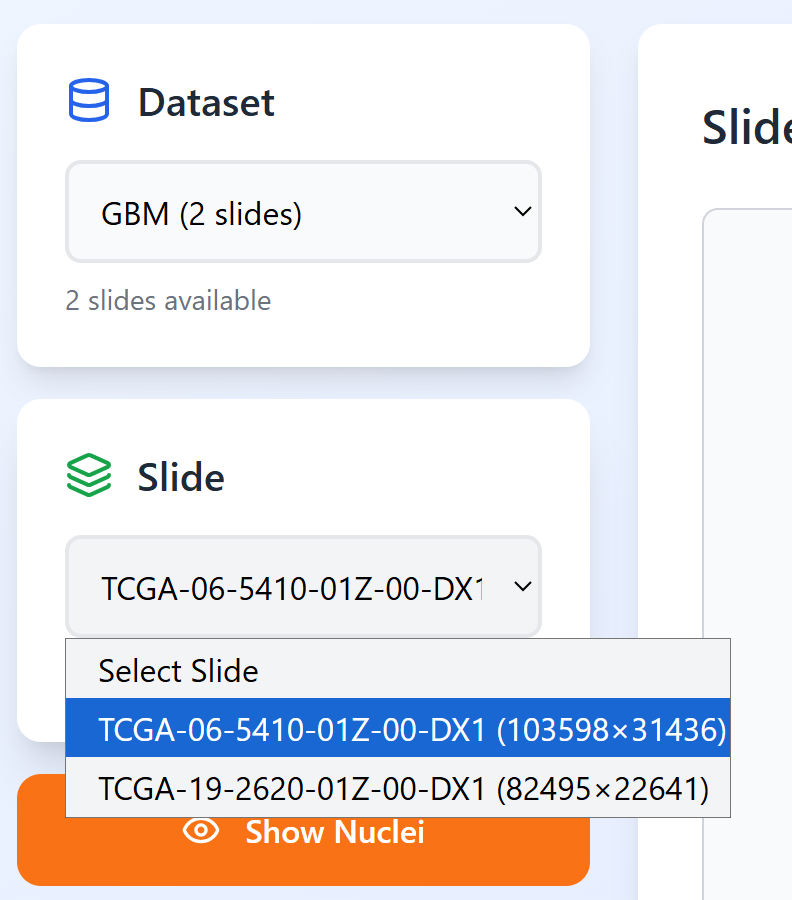 Dataset
GBM (2 slides)
2 slides available
Slide
TCGA-06-5410-01Z-00-DX1
Select Slide
TCGA-06-5410-01Z-00-DX1 (103598×31436)
TCGA-19-2620-01Z-00-DX1 (82495×22641)
Show Nuclei
Slide